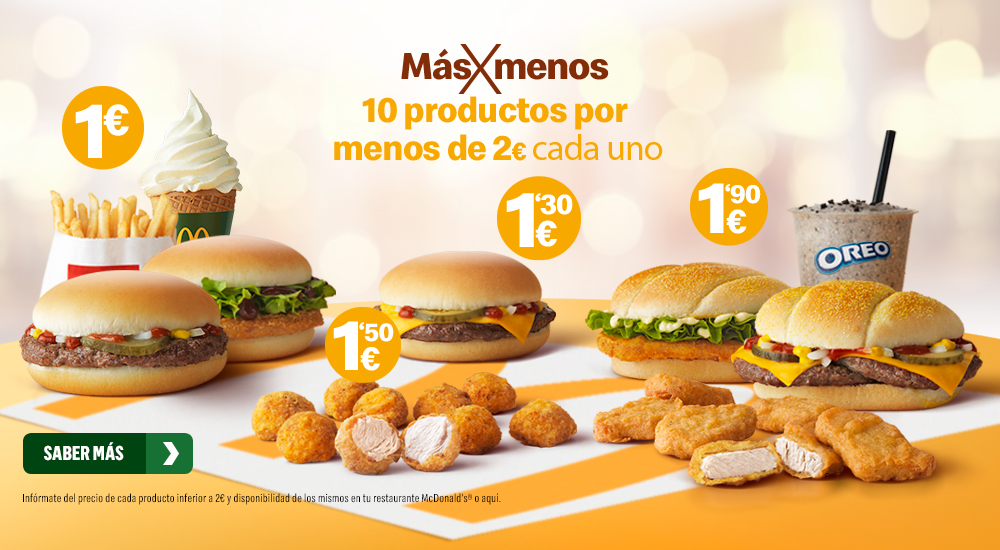 MásXmenos
10 productos por
menos de 2€ cada uno
1€
1'30€
1'90€
OREO
1'50€
SABER MÁS
Infórmate del precio de cada producto inferior a 2€ y disponibilidad de los mismos en tu restaurante McDonald's® o aquí.